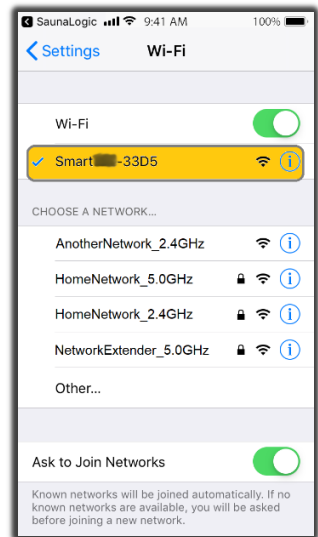 SaunaLogic 9:41 AM 100%
Settings Wi-Fi
Wi-Fi
Smart -33D5
CHOOSE A NETWORK...
AnotherNetwork_2.4GHz
HomeNetwork_5.0GHz
HomeNetwork_2.4GHz
NetworkExtender_5.0GHz
Other...
Ask to Join Networks
Known networks will be joined automatically. If no
known networks are available, you will be asked
before joining a new network.